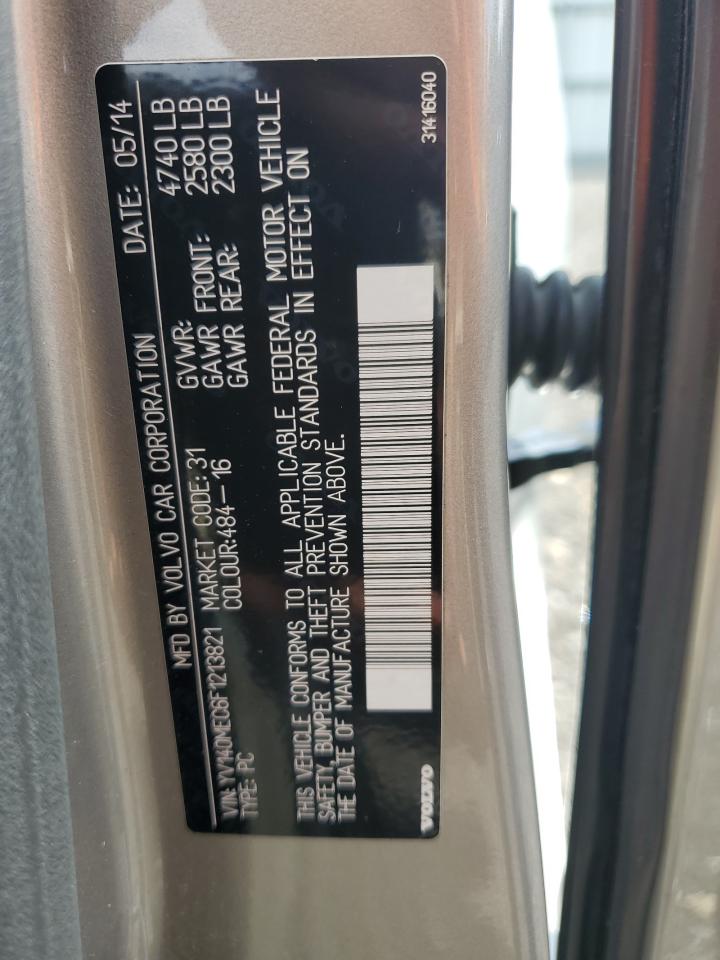 MFD BY VOLVO CAR CORPORATION DATE: 05/14
GVWR: 4740 LB
GAWR FRONT: 2580 LB
GAWR REAR: 2300 LB
VIN: YV140MEC6F1213821 MARKET CODE: 31
TYPE: PC COLOUR:484-16
THIS VEHICLE CONFORMS TO ALL APPLICABLE FEDERAL MOTOR VEHICLE
SAFETY, BUMPER AND THEFT PREVENTION STANDARDS IN EFFECT ON
THE DATE OF MANUFACTURE SHOWN ABOVE.
VOLVO 31416040